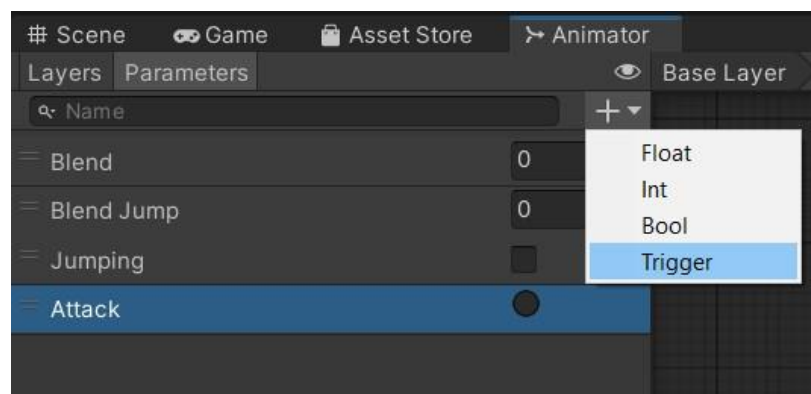 Scene Game Asset Store Animator
Layers Parameters Base Layer
Name
Blend 0
Blend Jump 0
Jumping
Attack
Float
Int
Bool
Trigger